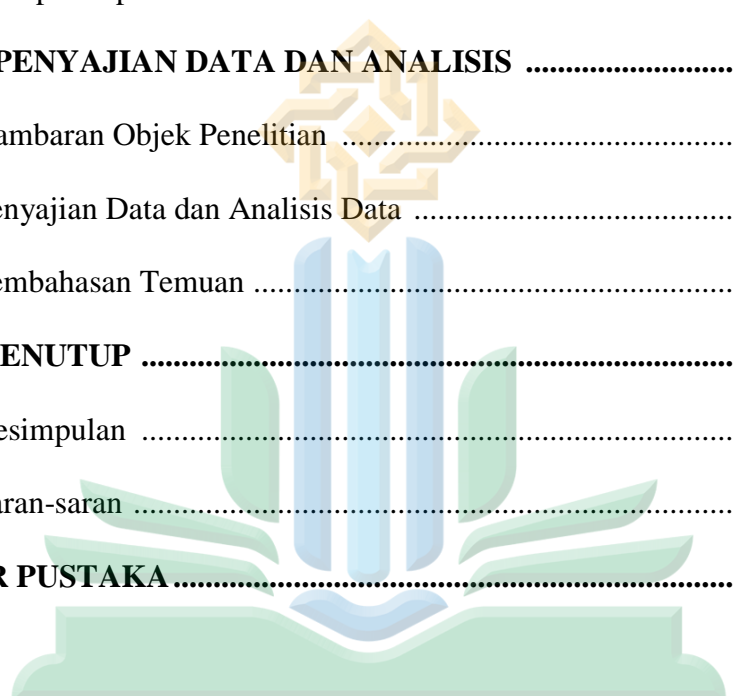 PENYAJIAN DATA DAN ANALISIS ..........................
ambaran Objek Penelitian .................................................
enyajian Data dan Analisis Data ........................................
embahasan Temuan ............................................................
ENUTUP ..........................................................................
esimpulan ..........................................................................
aran-saran ...........................................................................
R PUSTAKA ......................................................................